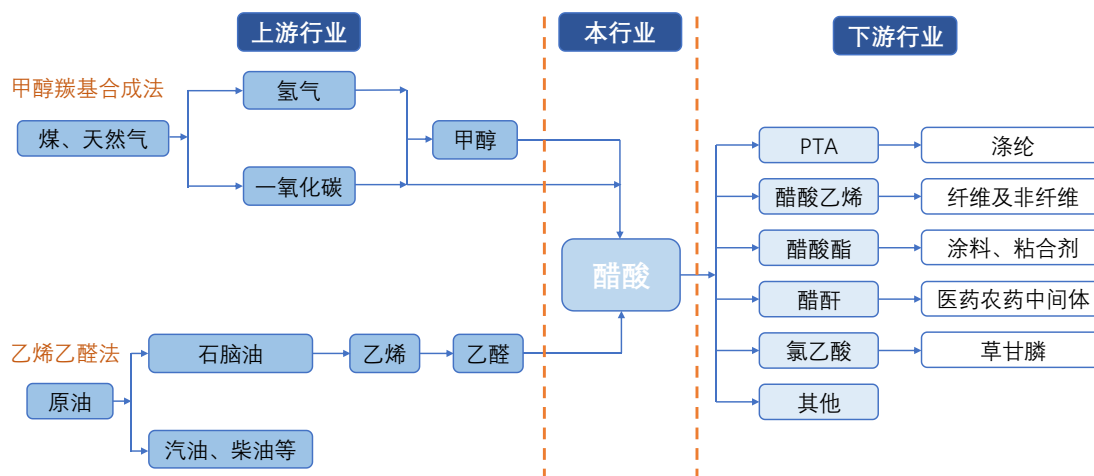 上游行业
本行业
下游行业
甲醇羰基合成法
煤、天然气
氢气
一氧化碳
甲醇
乙烯乙醛法
原油
石脑油
乙烯
乙醛
汽油、柴油等
醋酸
PTA
涤纶
醋酸乙烯
纤维及非纤维
醋酸酯
涂料、粘合剂
醋酐
医药农药中间体
氯乙酸
草甘膦
其他